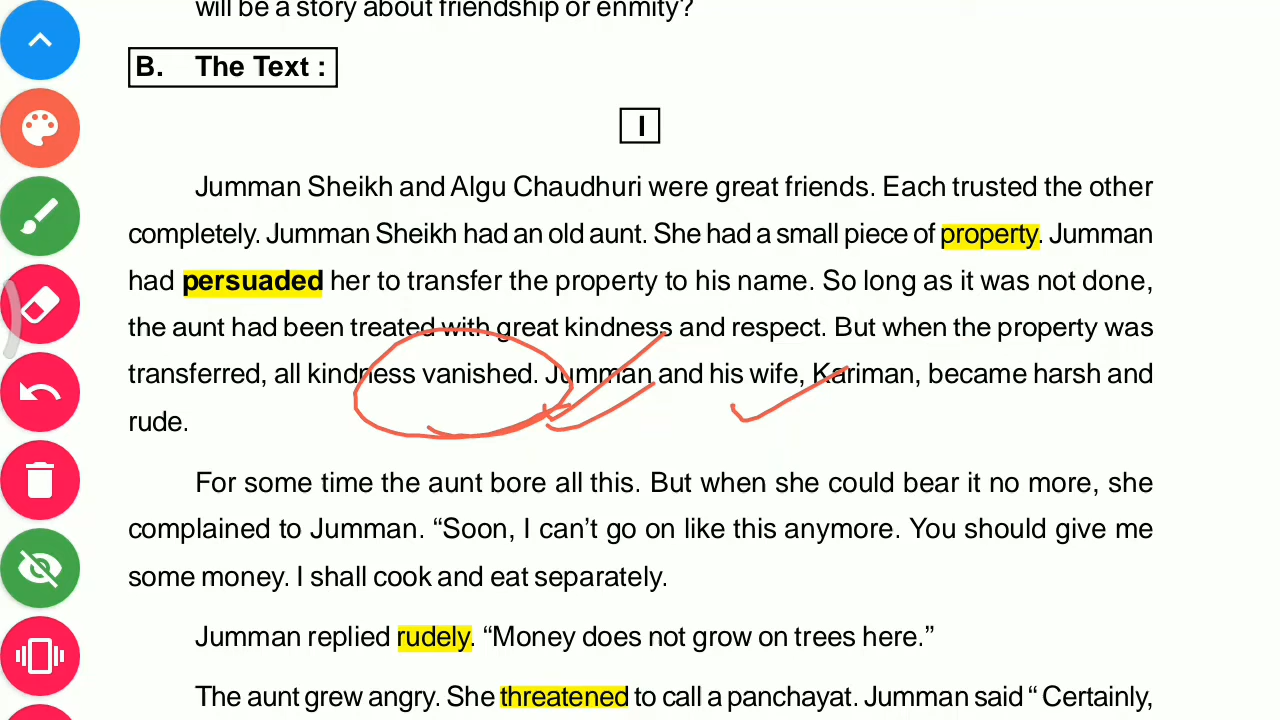 will be a story about friendship or enmity?
B. The Text :
I
Jumman Sheikh and Algu Chaudhuri were great friends. Each trusted the other
completely. Jumman Sheikh had an old aunt. She had a small piece of property. Jumman
had persuaded her to transfer the property to his name. So long as it was not done,
the aunt had been treated with great kindness and respect. But when the property was
transferred, all kindness vanished. Jumman and his wife, Kariman, became harsh and
rude.
For some time the aunt bore all this. But when she could bear it no more, she
complained to Jumman. “Soon, I can’t go on like this anymore. You should give me
some money. I shall cook and eat separately.
Jumman replied rudely. “Money does not grow on trees here.”
The aunt grew angry. She threatened to call a panchayat. Jumman said “ Certainly,